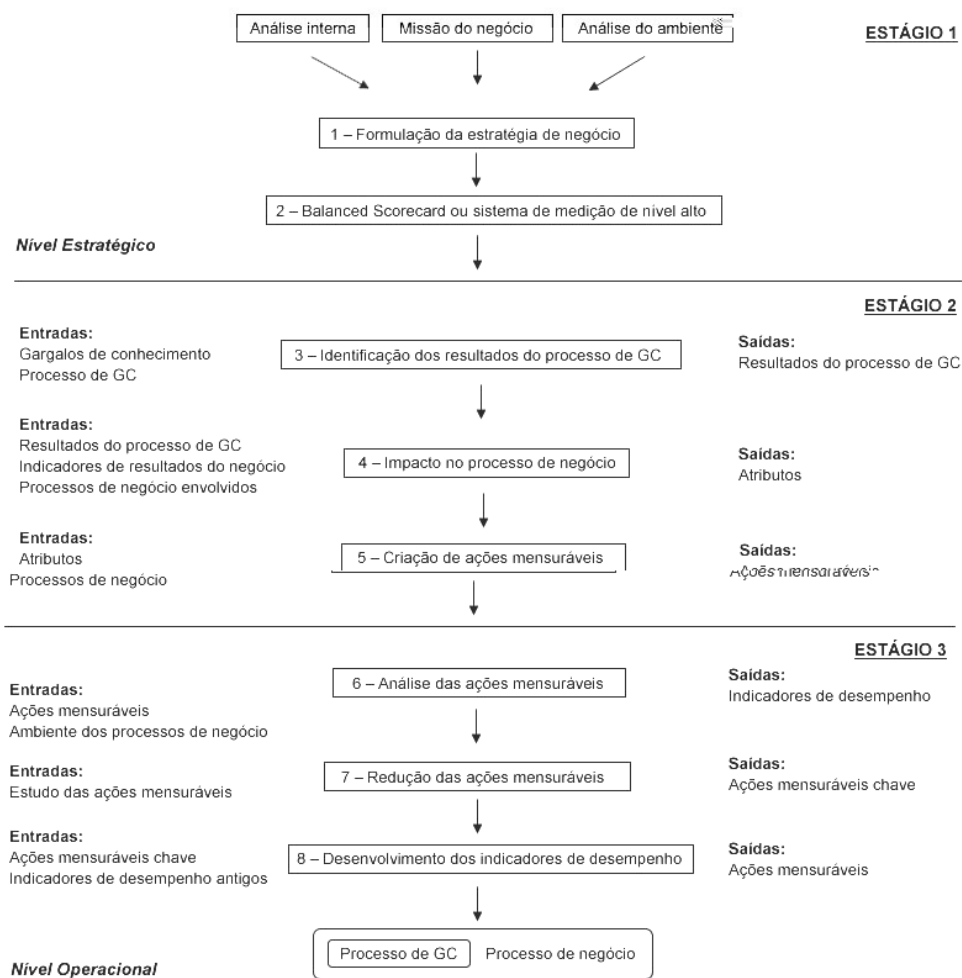 Análise interna
Missão do negócio
Análise do ambiente
ESTÁGIO 1
1 – Formulação da estratégia de negócio
2 – Balanced Scorecard ou sistema de medição de nível alto
Nível Estratégico
ESTÁGIO 2
Entradas:
Gargalos de conhecimento
Processo de GC
3 – Identificação dos resultados do processo de GC
Saídas:
Resultados do processo de GC
Entradas:
Resultados do processo de GC
Indicadores de resultados do negócio
Processos de negócio envolvidos
4 – Impacto no processo de negócio
Saídas:
Atributos
Entradas:
Atributos
Processos de negócio
5 – Criação de ações mensuráveis
Saídas:
Ações mensuráveis
ESTÁGIO 3
Entradas:
Ações mensuráveis
Ambiente dos processos de negócio
6 – Análise das ações mensuráveis
Saídas:
Indicadores de desempenho
Entradas:
Estudo das ações mensuráveis
7 – Redução das ações mensuráveis
Saídas:
Ações mensuráveis chave
Entradas:
Ações mensuráveis chave
Indicadores de desempenho antigos
8 – Desenvolvimento dos indicadores de desempenho
Saídas:
Ações mensuráveis
Processo de GC
Processo de negócio
Nível Operacional